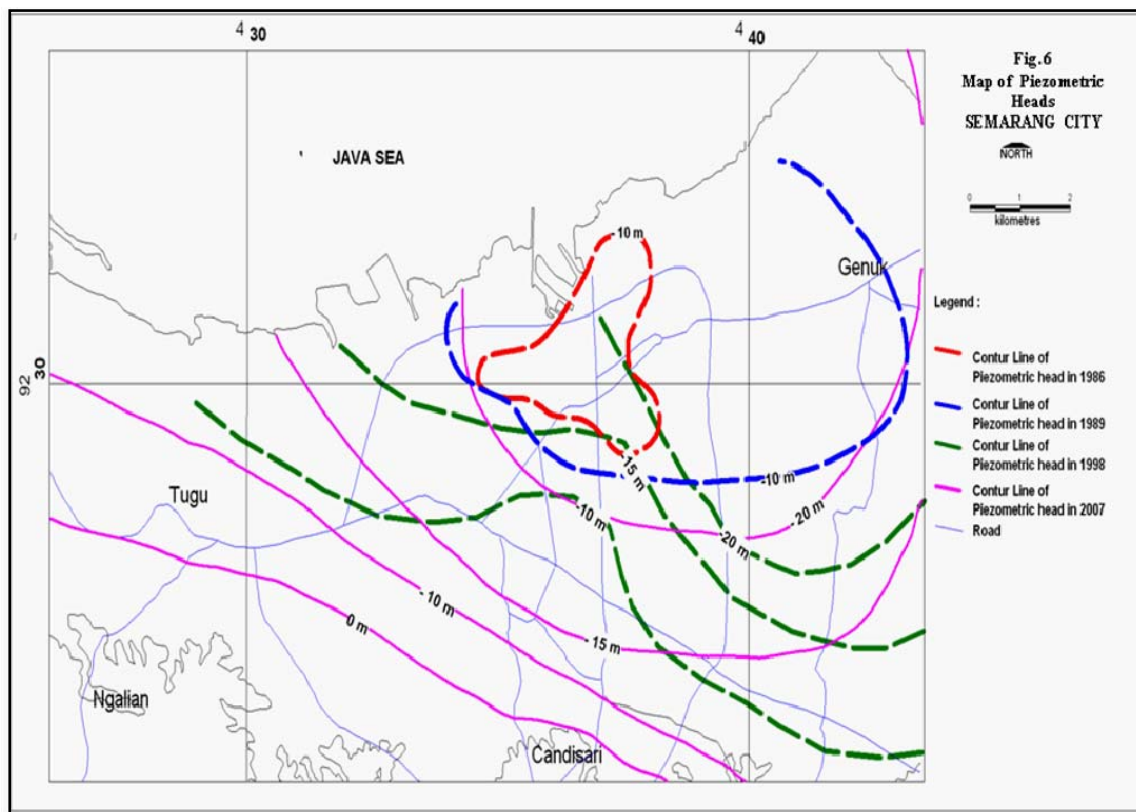 4 30
4 40
Fig.6
Map of Piezometric
Heads
SEMARANG CITY
NORTH
0 1 2
kilometres
JAVA SEA
-10 m
Genuk
Legend :
Contur Line of
Piezometric head in 1986
Contur Line of
Piezometric head in 1989
Contur Line of
Piezometric head in 1998
Contur Line of
Piezometric head in 2007
Road
92 30
-15 m
-10 m
-10 m
-20 m
-20 m
Tugu
-10 m
0 m
-15 m
Ngalian
Candisari